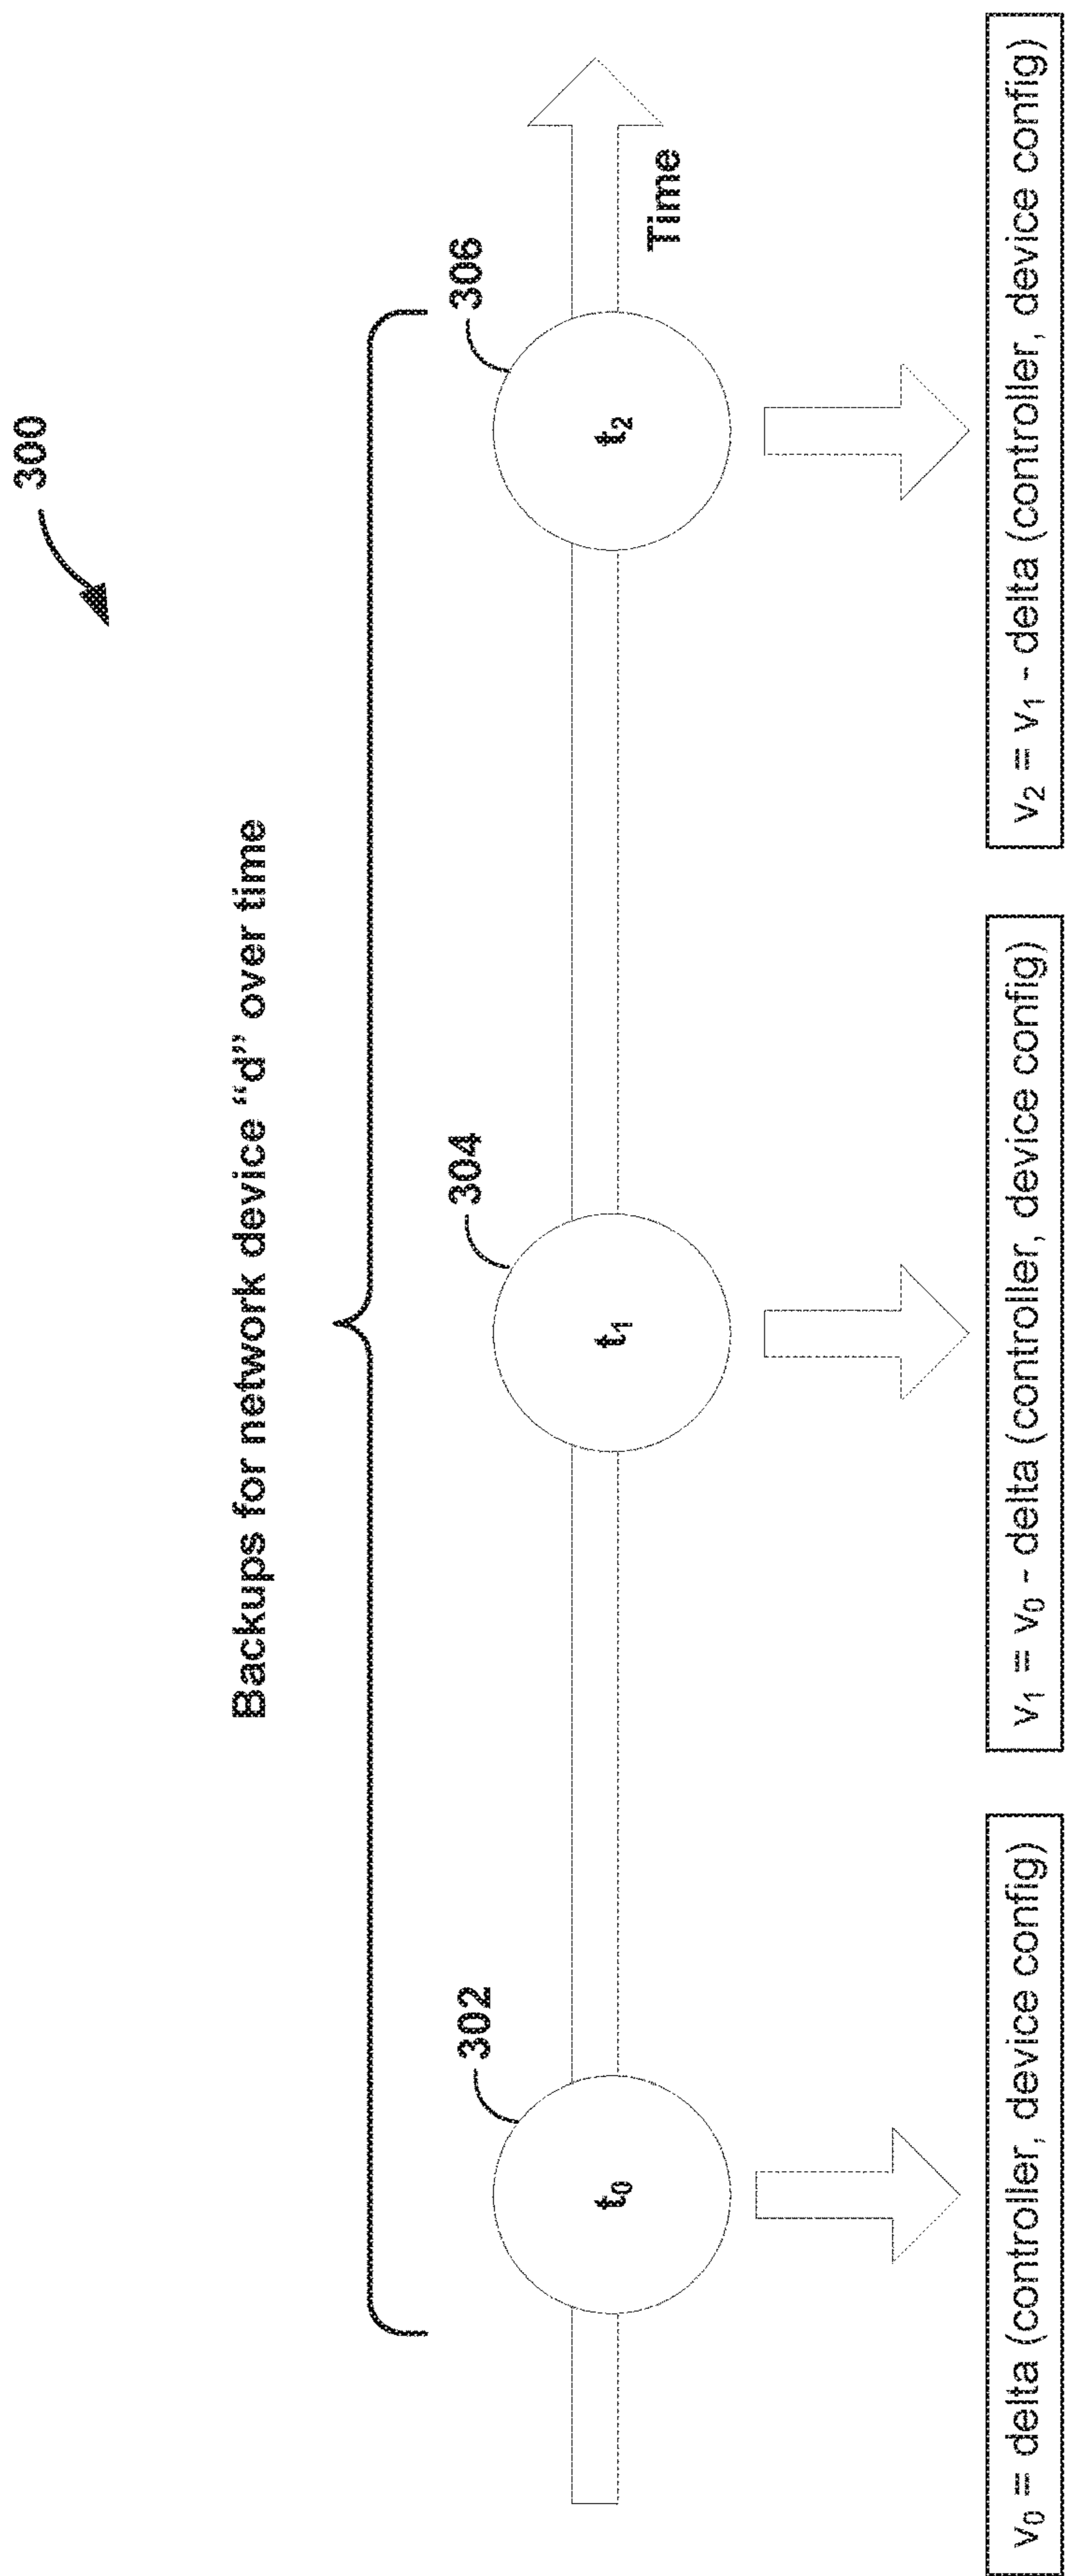 300
Backups for network device “d” over time
302
304
306
t₀
t₁
t₂
Time
v₀ = delta (controller, device config)
v₁ = v₀ - delta (controller, device config)
v₂ = v₁ - delta (controller, device config)